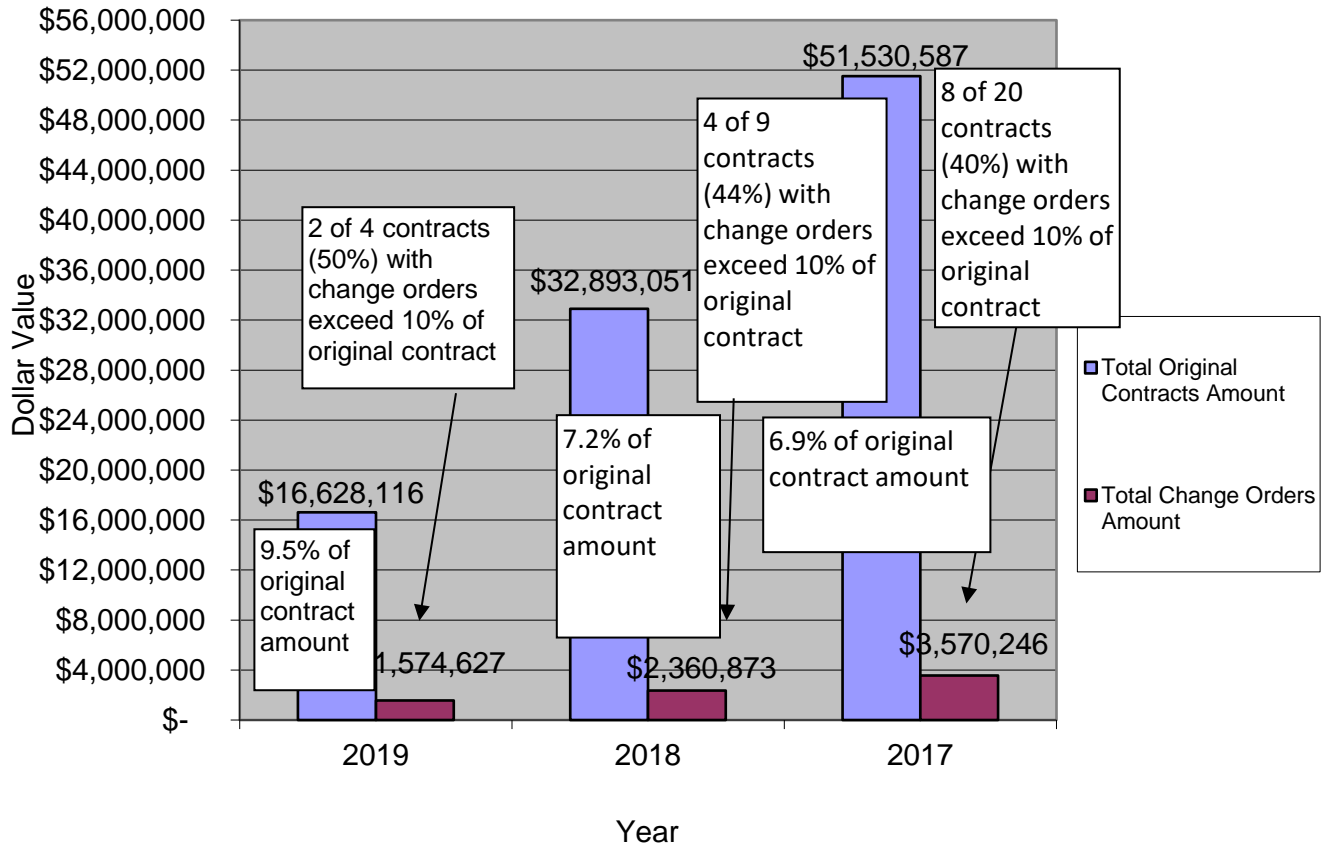 $56,000,000
$52,000,000
$48,000,000
$44,000,000
$40,000,000
$36,000,000
$32,000,000
$28,000,000
$24,000,000
$20,000,000
$16,000,000
$12,000,000
$8,000,000
$4,000,000
$-
Dollar Value
$16,628,116
2 of 4 contracts
(50%) with
change orders
exceed 10% of
original contract
9.5% of
original
contract
amount
1,574,627
$32,893,051
4 of 9
contracts
(44%) with
change orders
exceed 10% of
original
contract
7.2% of
original
contract
amount
$2,360,873
$51,530,587
8 of 20
contracts
(40%) with
change orders
exceed 10% of
original
contract
6.9% of original
contract amount
$3,570,246
2019
2018
2017
Year
Total Original
Contracts Amount
Total Change Orders
Amount